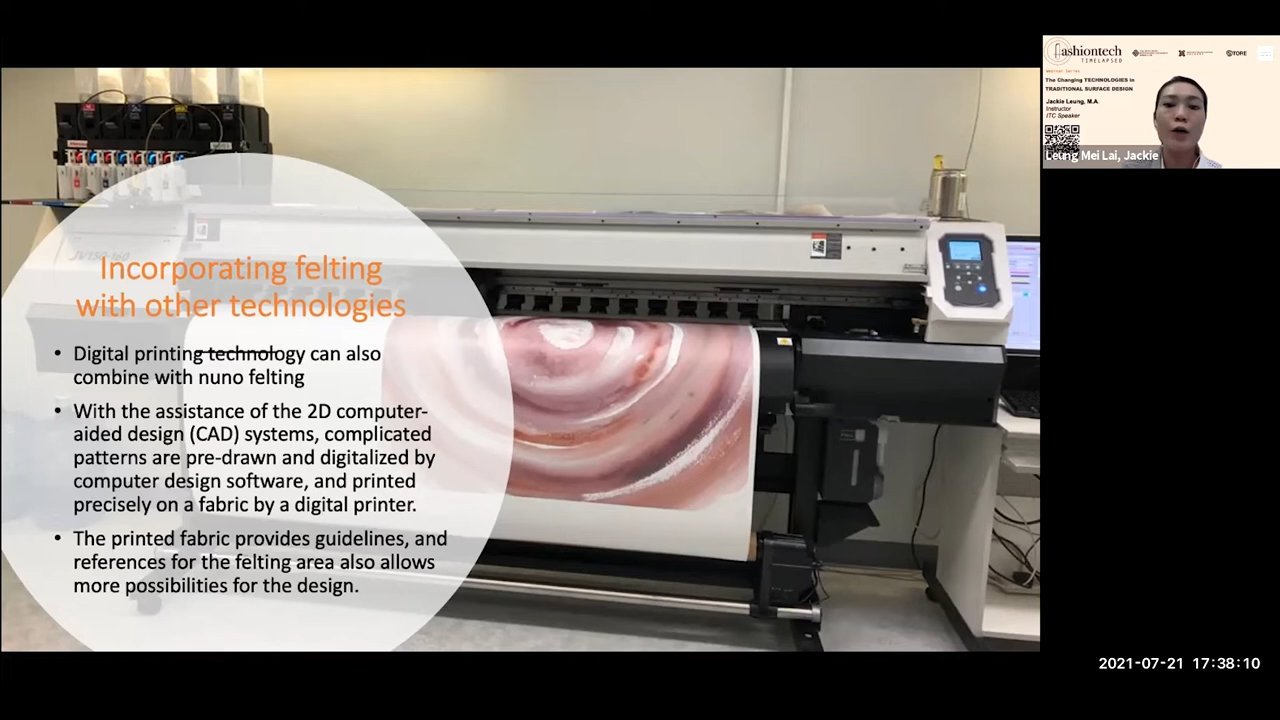 Incorporating felting
with other technologies
• Digital printing technology can also
combine with nuno felting
• With the assistance of the 2D computer-
aided design (CAD) systems, complicated
patterns are pre-drawn and digitalized by
computer design software, and printed
precisely on a fabric by a digital printer.
• The printed fabric provides guidelines, and
references for the felting area also allows
more possibilities for the design.
fashiontech
TIMELAPSED
STORE
Webinar Series
The Changing TECHNOLOGIES in
TRADITIONAL SURFACE DESIGN
Jackie Leung, M.A.
Instructor
ITC Speaker
Leung Mei Lai, Jackie
2021-07-21 17:38:10